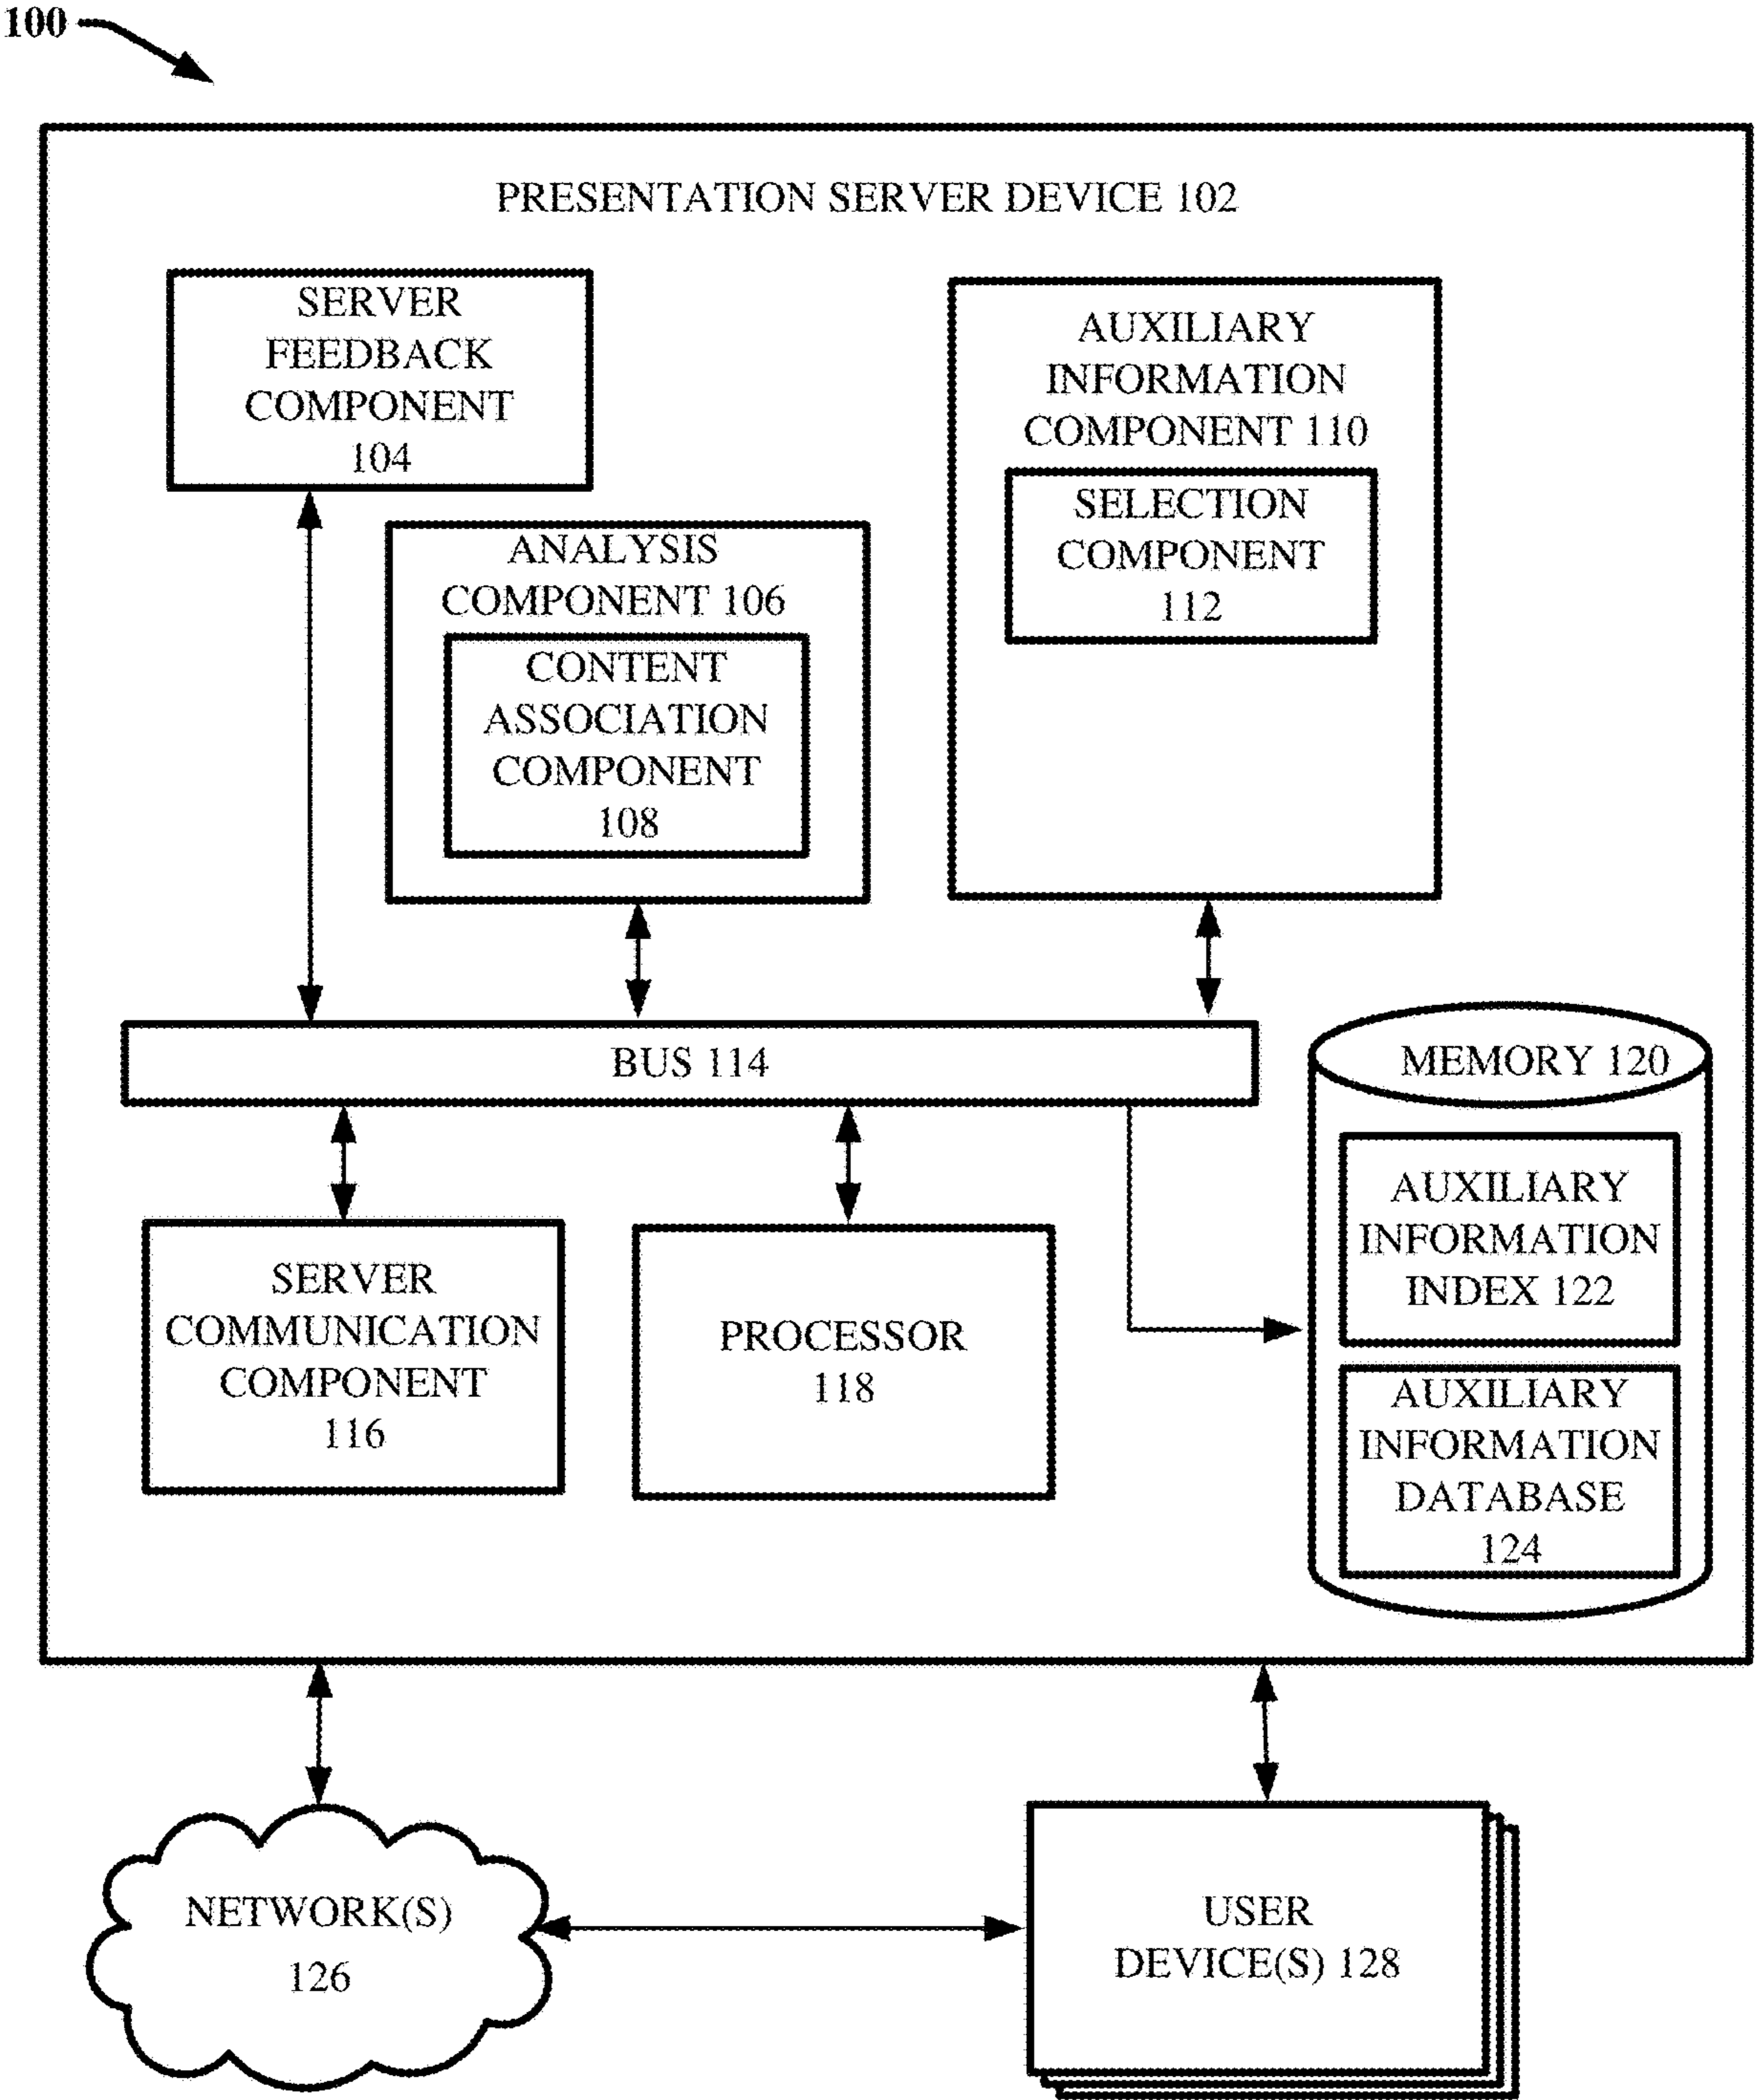 100
PRESENTATION SERVER DEVICE 102
SERVER
FEEDBACK
COMPONENT
104
AUXILIARY
INFORMATION
COMPONENT 110
SELECTION
COMPONENT
112
ANALYSIS
COMPONENT 106
CONTENT
ASSOCIATION
COMPONENT
108
BUS 114
MEMORY 120
AUXILIARY
INFORMATION
INDEX 122
AUXILIARY
INFORMATION
DATABASE
124
SERVER
COMMUNICATION
COMPONENT
116
PROCESSOR
118
NETWORK(S)
126
USER
DEVICE(S) 128